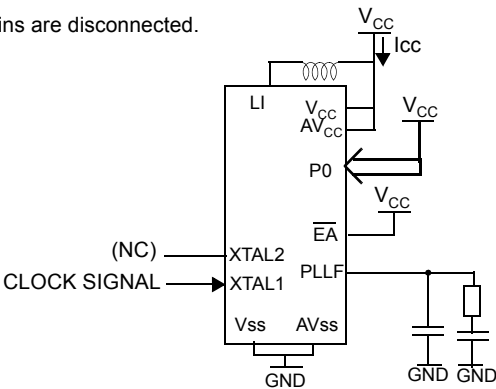 ins are disconnected.
VCC
Icc
LI
VCC
AVCC
VCC
P0
VCC
EA
(NC)
XTAL2
PLLF
CLOCK SIGNAL
XTAL1
Vss
AVss
GND
GND
GND